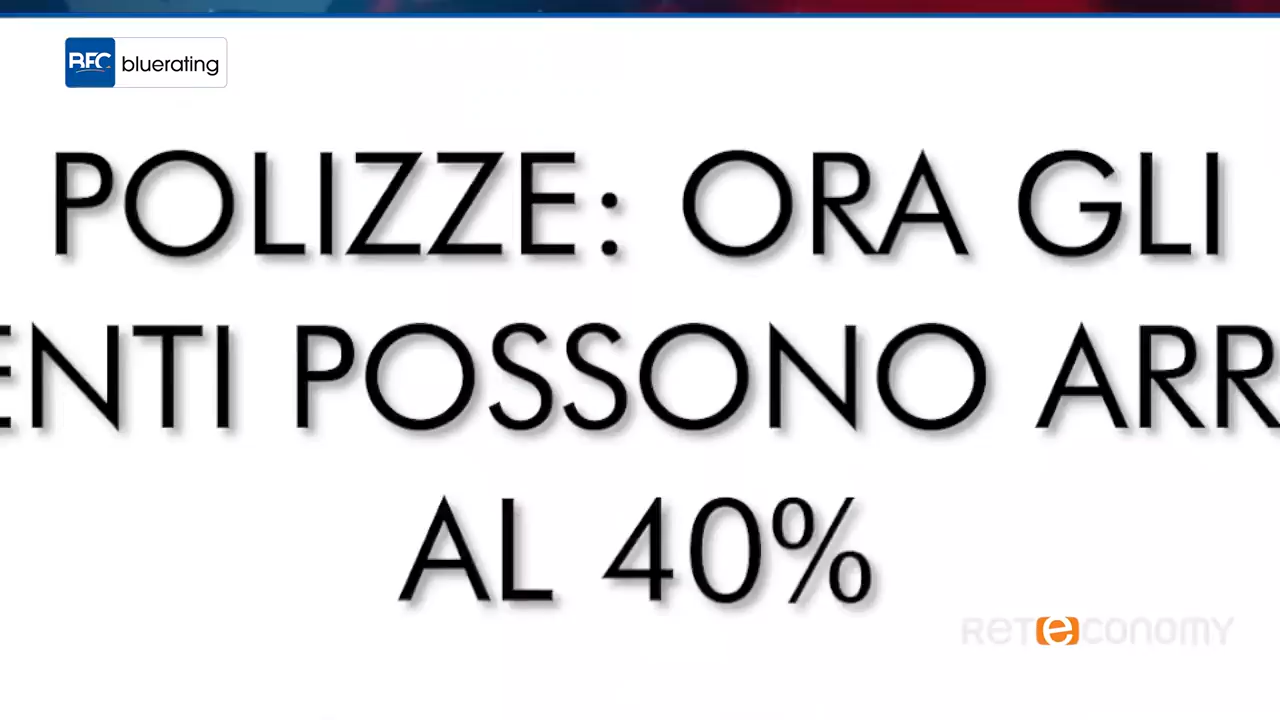 BFC bluerating
POLIZZE: ORA GLI
ENTI POSSONO ARR
AL 40%
RETECONOMY